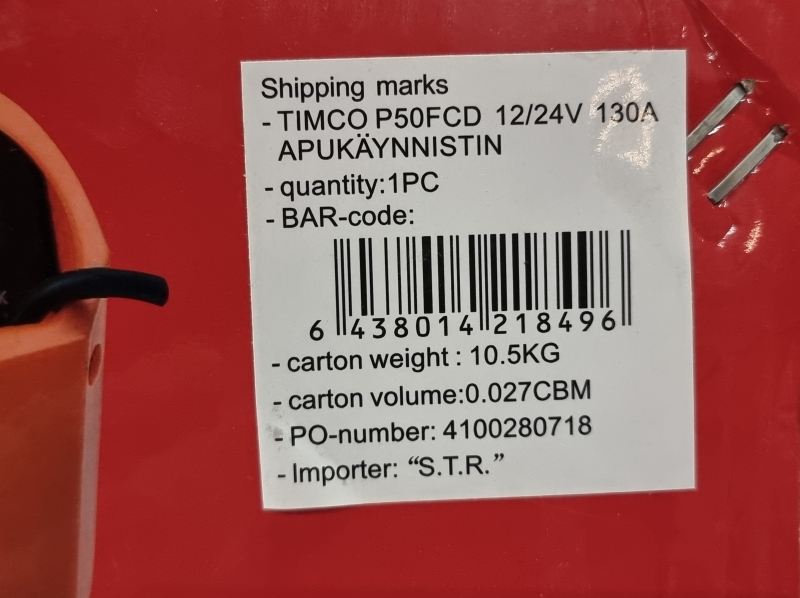 Shipping marks
- TIMCO P50FCD 12/24V 130A
APUKÄYNNISTIN
- quantity:1PC
- BAR-code:
6 438014 218496
- carton weight : 10.5KG
- carton volume:0.027CBM
- PO-number: 4100280718
- Importer: “S.T.R.”